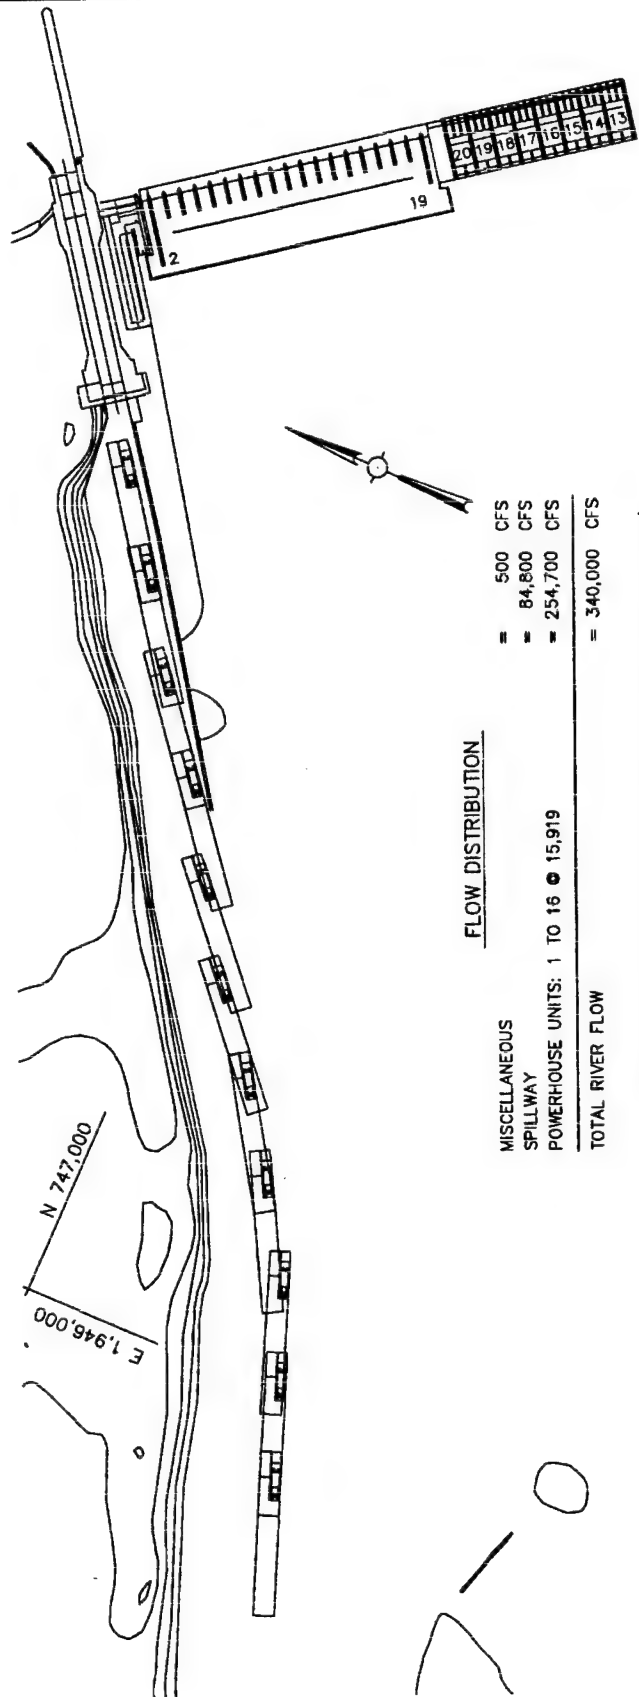 20 19 18 17 16 15 14 13
19
2
N 747,000
E 1,946,000
FLOW DISTRIBUTION
MISCELLANEOUS = 500 CFS
SPILLWAY = 84,800 CFS
POWERHOUSE UNITS: 1 TO 16 @ 15,919 = 254,700 CFS
TOTAL RIVER FLOW = 340,000 CFS